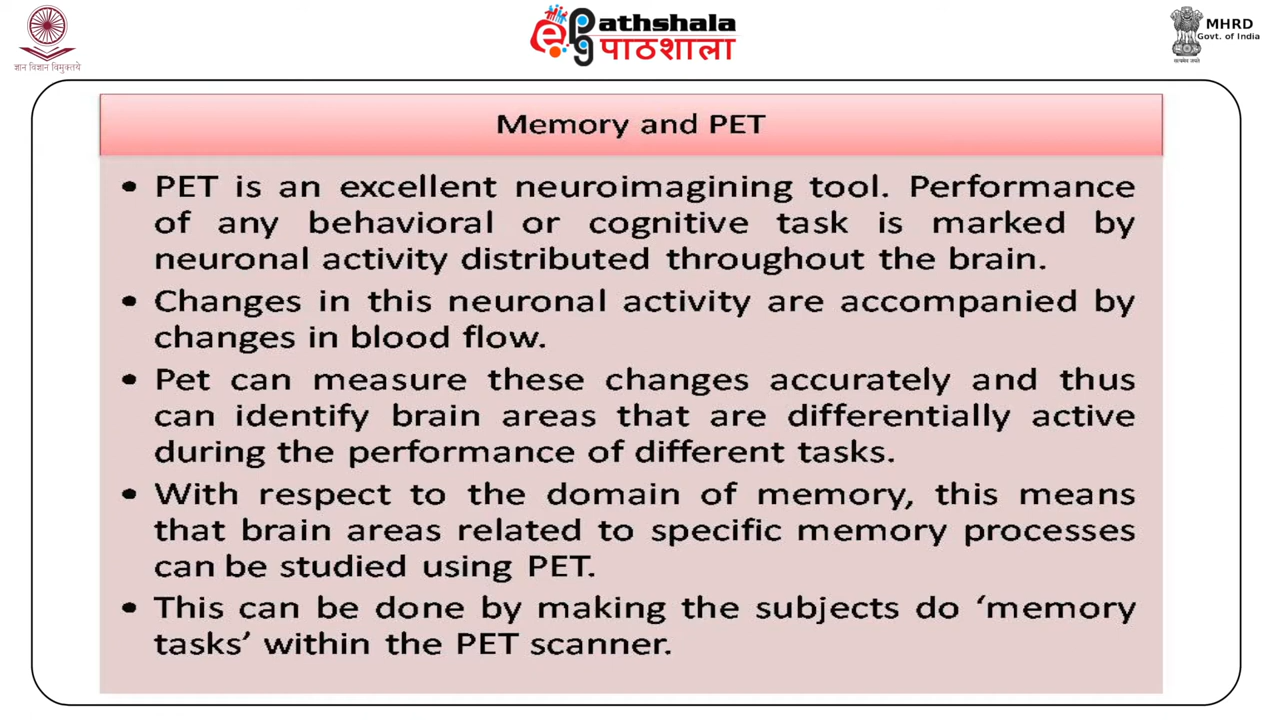 ज्ञान विज्ञान विमुक्तये
ePg Pathshala
पाठशाला
सत्यमेव जयते
MHRD
Govt. of India
Memory and PET
• PET is an excellent neuroimagining tool. Performance
of any behavioral or cognitive task is marked by
neuronal activity distributed throughout the brain.
• Changes in this neuronal activity are accompanied by
changes in blood flow.
• Pet can measure these changes accurately and thus
can identify brain areas that are differentially active
during the performance of different tasks.
• With respect to the domain of memory, this means
that brain areas related to specific memory processes
can be studied using PET.
• This can be done by making the subjects do ‘memory
tasks’ within the PET scanner.